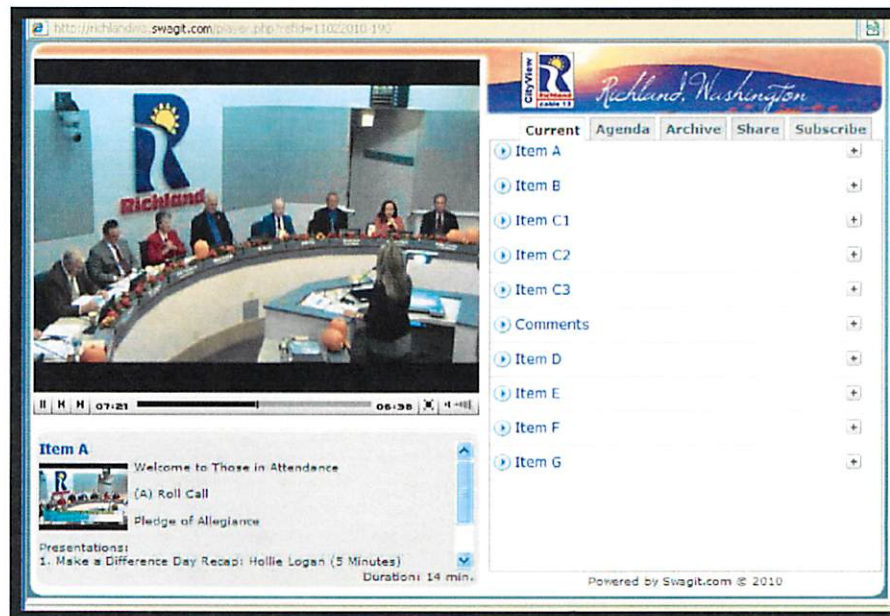 http://richlandwa.swagit.com/player.php?refid=11022010-190
Richland
CityView
Richland
cable 13
Richland, Washington
Current Agenda Archive Share Subscribe
Item A
Item B
Item C1
Item C2
Item C3
Comments
Item D
Item E
Item F
Item G
07:21 06:38
Item A
Welcome to Those in Attendance
(A) Roll Call
Pledge of Allegiance
Presentations:
1. Make a Difference Day Recap: Hollie Logan (5 Minutes)
Duration: 14 min.
Powered by Swagit.com © 2010